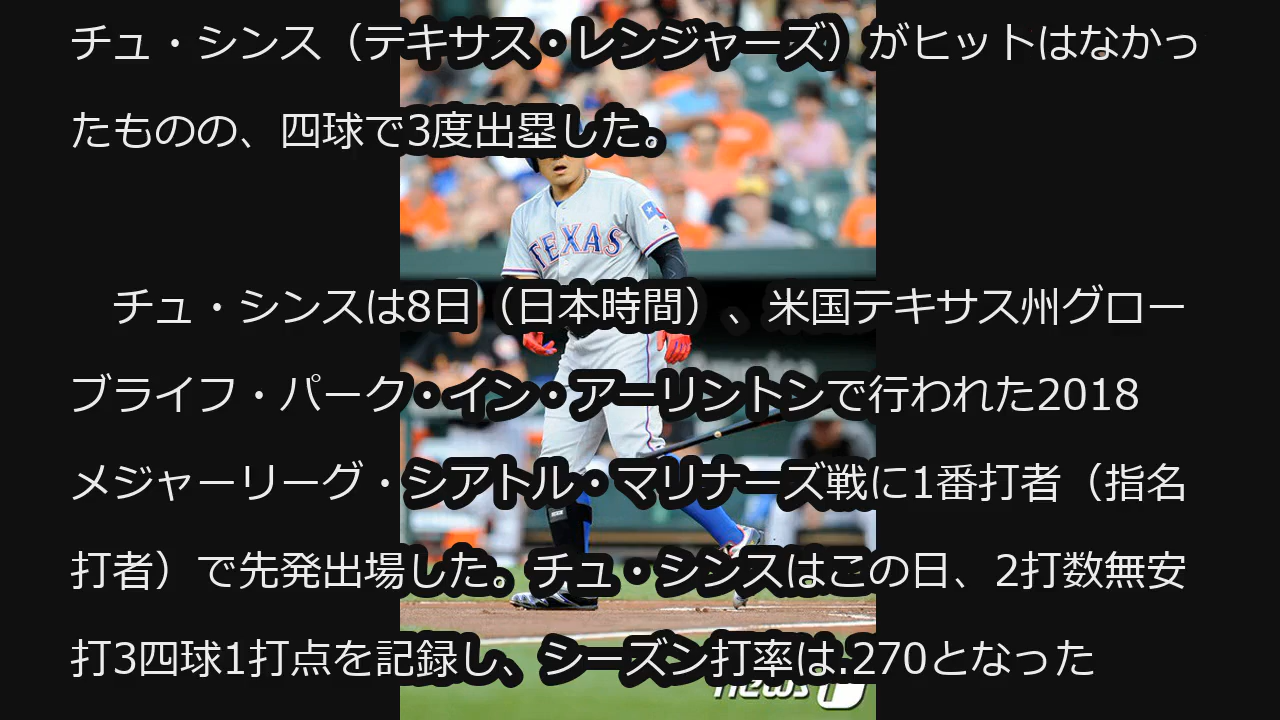 チュ・シンス（テキサス・レンジャーズ）がヒットはなかっ
たものの、四球で3度出塁した。
チュ・シンスは8日（日本時間）、米国テキサス州グロー
ブライフ・パーク・イン・アーリントンで行われた2018
メジャーリーグ・シアトル・マリナーズ戦に1番打者（指名
打者）で先発出場した。チュ・シンスはこの日、2打数無安
打3四球1打点を記録し、シーズン打率は.270となった
TEXAS
news1